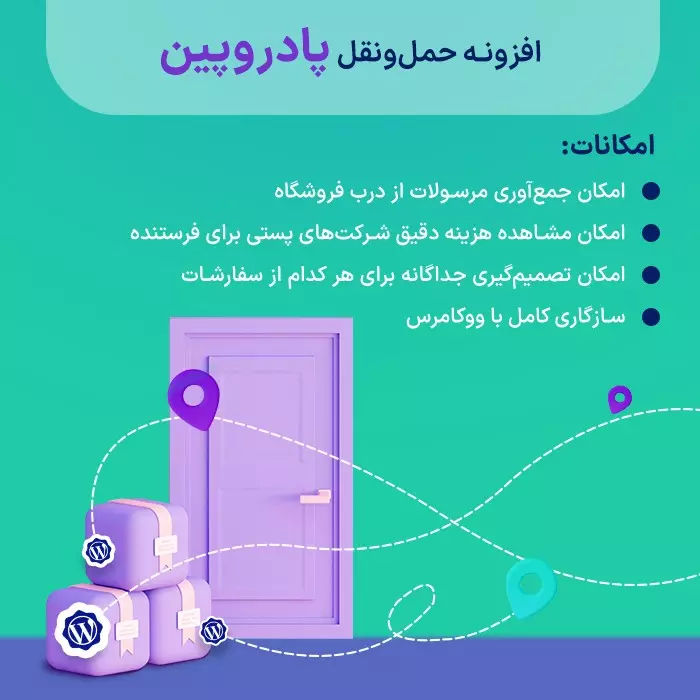 افزونه حمل‌ونقل پادروپین
امکانات:
امکان جمع‌آوری مرسولات از درب فروشگاه
امکان مشاهده هزینه دقیق شرکت‌های پستی برای فرستنده
امکان تصمیم‌گیری جداگانه برای هر کدام از سفارشات
سازگاری کامل با ووکامرس